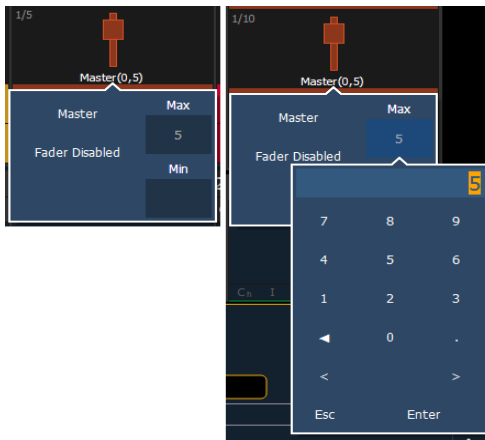 1/5
Master(0,5)
Master
Max
5
Fader Disabled
Min
1/10
Master(0,5)
Master
Max
5
Fader Disabled
5
7 8 9
4 5 6
1 2 3
◄ 0 .
< >
Esc Enter
Ch I